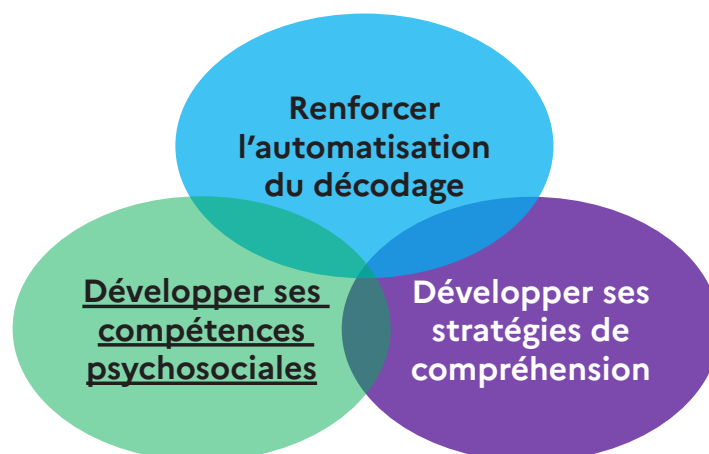 Renforcer
l’automatisation
du décodage
Développer ses
compétences
psychosociales
Développer ses
stratégies de
compréhension